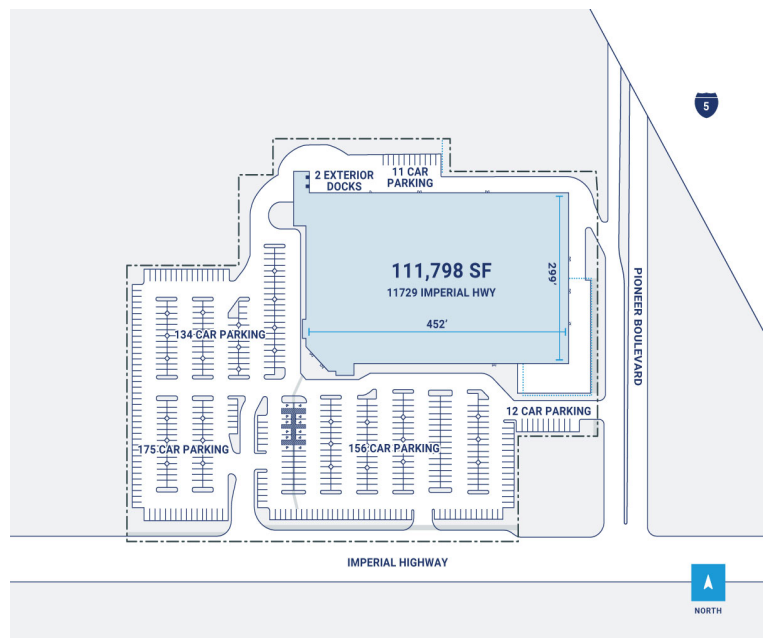 5
2 EXTERIOR
DOCKS
11 CAR
PARKING
111,798 SF
11729 IMPERIAL HWY
299'
452'
PIONEER BOULEVARD
134 CAR PARKING
12 CAR PARKING
175 CAR PARKING
156 CAR PARKING
IMPERIAL HIGHWAY
NORTH